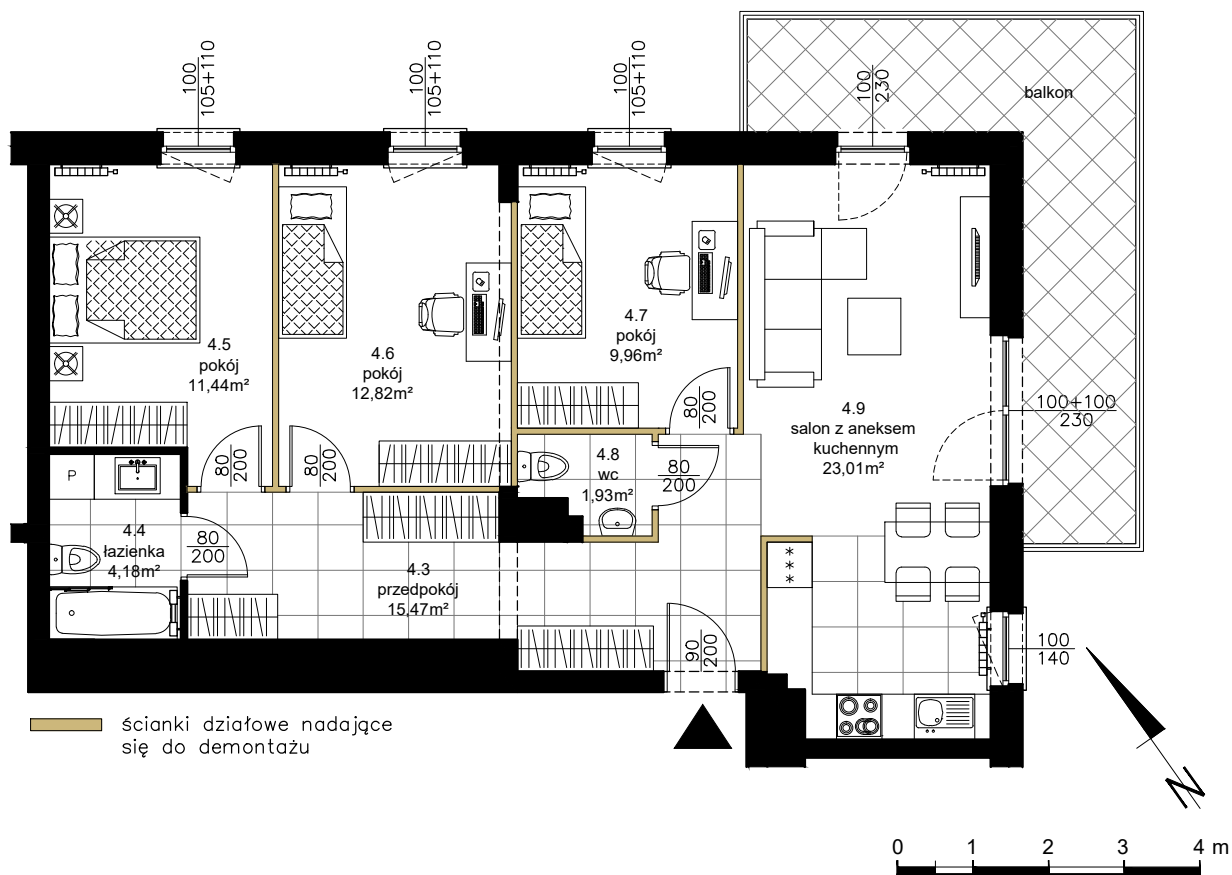 100
105+110
100
105+110
100
105+110
100
230
balkon
4.5
pokój
11,44m²
4.6
pokój
12,82m²
4.7
pokój
9,96m²
4.9
salon z aneksem
kuchennym
23,01m²
100+100
230
80
200
80
200
80
200
4.8
wc
1,93m²
80
200
P
4.4
łazienka
4,18m²
80
200
4.3
przedpokój
15,47m²
90
200
100
140
ścianki działowe nadające
się do demontażu
N
0 1 2 3 4 m